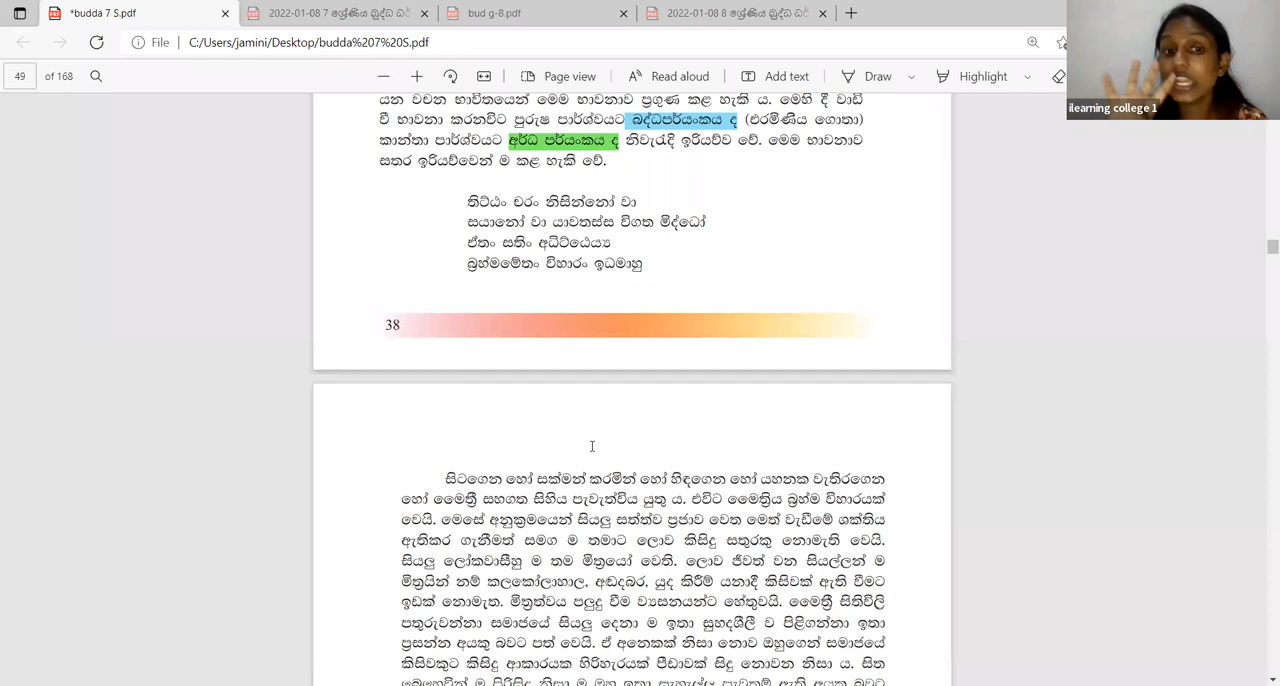 *budda 7 S.pdf
2022-01-08 7 ශ්‍රේණිය බුද්ධ
bud g-8.pdf
2022-01-08 8 ශ්‍රේණිය බුද්ධ
File
C:/Users/jamini/Desktop/budda%207%20S.pdf
49 of 168
Page view
Read aloud
Add text
Draw
Highlight
ilearning college 1
යන වචන භාවිතයෙන් මෙම භාවනාව ප්‍රගුණ කළ හැකි ය. මෙහි දී වාඩි
වී භාවනා කරනවිට පුරුෂ පාර්ශ්වයට බද්ධපර්යංකය ද (එරමිණිය ගොතා)
කාන්තා පාර්ශ්වයට අර්ධ පර්යංකය ද නිවැරැදි ඉරියව්ව වේ. මෙම භාවනාව
සතර ඉරියව්වෙන් ම කළ හැකි වේ.
තිට්ඨං චරං නිසින්නෝ වා
සයානෝ වා යාවතස්ස විගත මිද්ධෝ
ඒතං සතිං අධිට්ඨෙය්‍ය
බ්‍රහ්මමේතං විහාරං ඉධමාහු
38
සිටගෙන හෝ සක්මන් කරමින් හෝ හිඳගෙන හෝ යහනක වැතිරගෙන
හෝ මෛත්‍රී සහගත සිහිය පැවැත්විය යුතු ය. එවිට මෛත්‍රිය බ්‍රහ්ම විහාරයක්
වෙයි. මෙසේ අනුක්‍රමයෙන් සියලු සත්ත්ව ප්‍රජාව වෙත මෙත් වැඩීමේ ශක්තිය
ඇතිකර ගැනීමත් සමග ම තමාට ලොව කිසිදු සතුරකු නොමැති වෙයි.
සියලු ලෝකවාසීහු ම තම මිත්‍රයෝ වෙති. ලොව ජීවත් වන සියල්ලන් ම
මිත්‍රයින් නම් කලකෝලාහාල, අඬදබර, යුද කිරීම් යනාදී කිසිවක් ඇති වීමට
ඉඩක් නොමැත. මිත්‍රත්වය පලුදු වීම ව්‍යසනයන්ට හේතුවයි. මෛත්‍රී සිතිවිලි
පතුරුවන්නා සමාජයේ සියලු දෙනා ම ඉතා සුහදශීලී ව පිළිගන්නා ඉතා
ප්‍රසන්න අයකු බවට පත් වෙයි. ඒ අනෙකක් නිසා නොව ඔහුගෙන් සමාජයේ
කිසිවකුට කිසිදු ආකාරයක හිරිහැරයක් පීඩාවක් සිදු නොවන නිසා ය. සිත